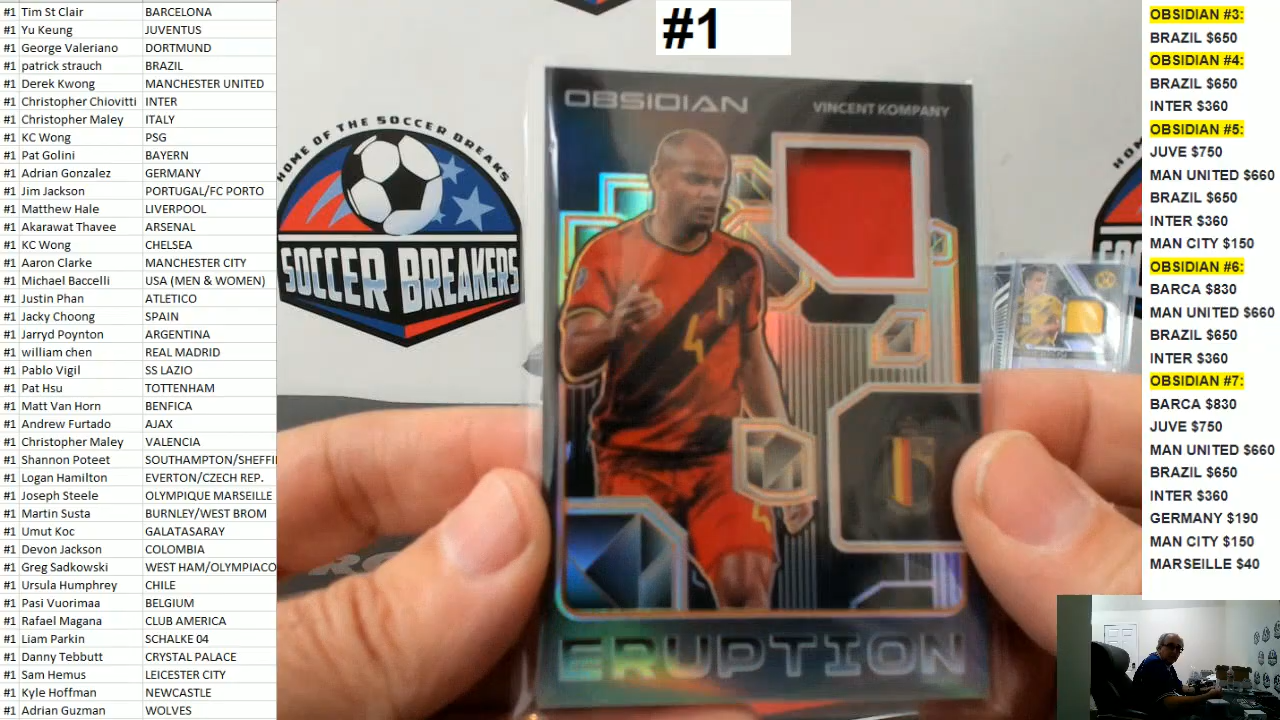 #1 Tim St Clair BARCELONA
#1 Yu Keung JUVENTUS
#1 George Valeriano DORTMUND
#1 patrick strauch BRAZIL
#1 Derek Kwong MANCHESTER UNITED
#1 Christopher Chiovitti INTER
#1 Christopher Maley ITALY
#1 KC Wong PSG
#1 Pat Golini BAYERN
#1 Adrian Gonzalez GERMANY
#1 Jim Jackson PORTUGAL/FC PORTO
#1 Matthew Hale LIVERPOOL
#1 Akarawat Thavee ARSENAL
#1 KC Wong CHELSEA
#1 Aaron Clarke MANCHESTER CITY
#1 Michael Baccelli USA (MEN & WOMEN)
#1 Justin Phan ATLETICO
#1 Jacky Choong SPAIN
#1 Jarryd Poynton ARGENTINA
#1 william chen REAL MADRID
#1 Pablo Vigil SS LAZIO
#1 Pat Hsu TOTTENHAM
#1 Matt Van Horn BENFICA
#1 Andrew Furtado AJAX
#1 Christopher Maley VALENCIA
#1 Shannon Poteet SOUTHAMPTON/SHEFFI
#1 Logan Hamilton EVERTON/CZECH REP.
#1 Joseph Steele OLYMPIQUE MARSEILLE
#1 Martin Susta BURNLEY/WEST BROM
#1 Umut Koc GALATASARAY
#1 Devon Jackson COLOMBIA
#1 Greg Sadkowski WEST HAM/OLYMPIACO
#1 Ursula Humphrey CHILE
#1 Pasi Vuorimaa BELGIUM
#1 Rafael Magana CLUB AMERICA
#1 Liam Parkin SCHALKE 04
#1 Danny Tebbutt CRYSTAL PALACE
#1 Sam Hemus LEICESTER CITY
#1 Kyle Hoffman NEWCASTLE
#1 Adrian Guzman WOLVES
#1
HOME OF THE SOCCER BREAKS
SOCCER BREAKERS
OBSIDIAN
VINCENT KOMPANY
4
ERUPTION
OBSIDIAN #3:
BRAZIL $650
OBSIDIAN #4:
BRAZIL $650
INTER $360
OBSIDIAN #5:
JUVE $750
MAN UNITED $660
BRAZIL $650
INTER $360
MAN CITY $150
OBSIDIAN #6:
BARCA $830
MAN UNITED $660
BRAZIL $650
INTER $360
OBSIDIAN #7:
BARCA $830
JUVE $750
MAN UNITED $660
BRAZIL $650
INTER $360
GERMANY $190
MAN CITY $150
MARSEILLE $40